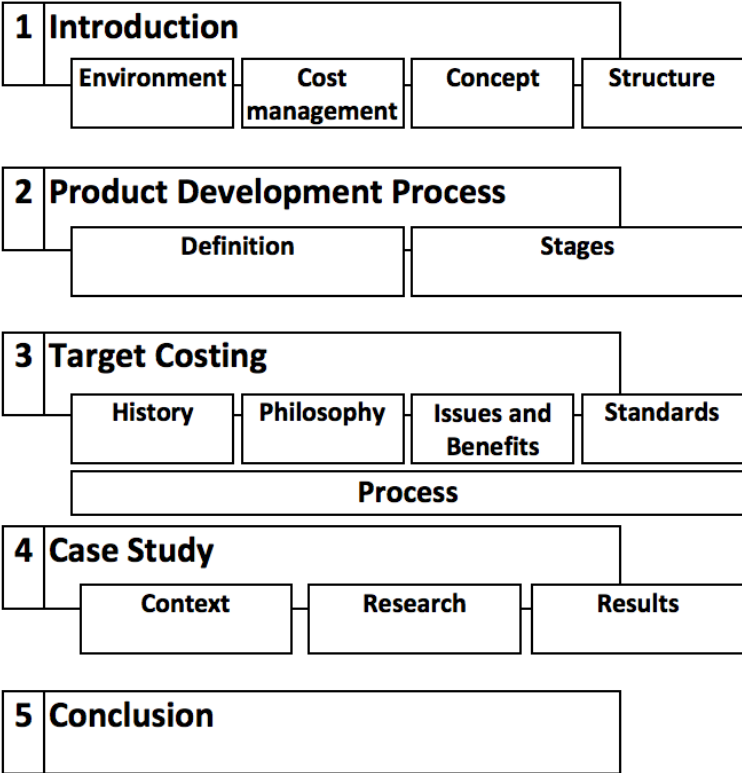 1 Introduction
Environment
Cost
management
Concept
Structure
2 Product Development Process
Definition
Stages
3 Target Costing
History
Philosophy
Issues and
Benefits
Standards
Process
4 Case Study
Context
Research
Results
5 Conclusion